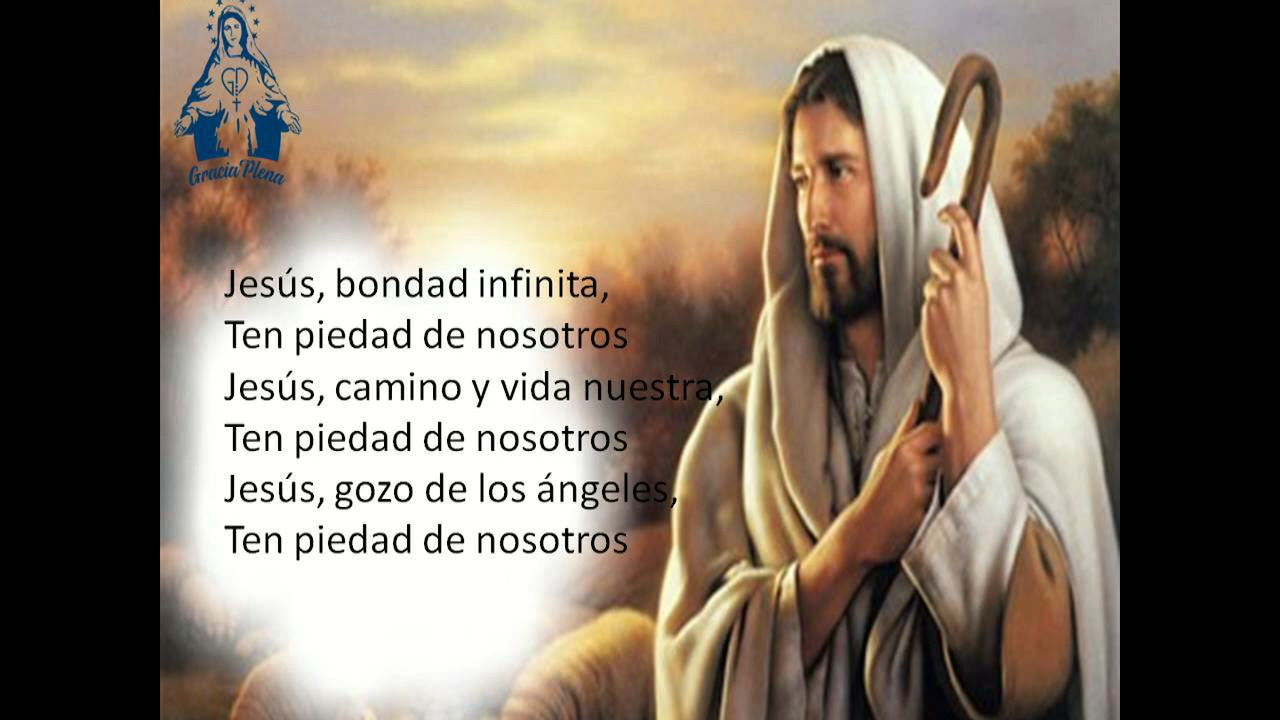 Gracia Plena
Jesús, bondad infinita,
Ten piedad de nosotros
Jesús, camino y vida nuestra,
Ten piedad de nosotros
Jesús, gozo de los ángeles,
Ten piedad de nosotros